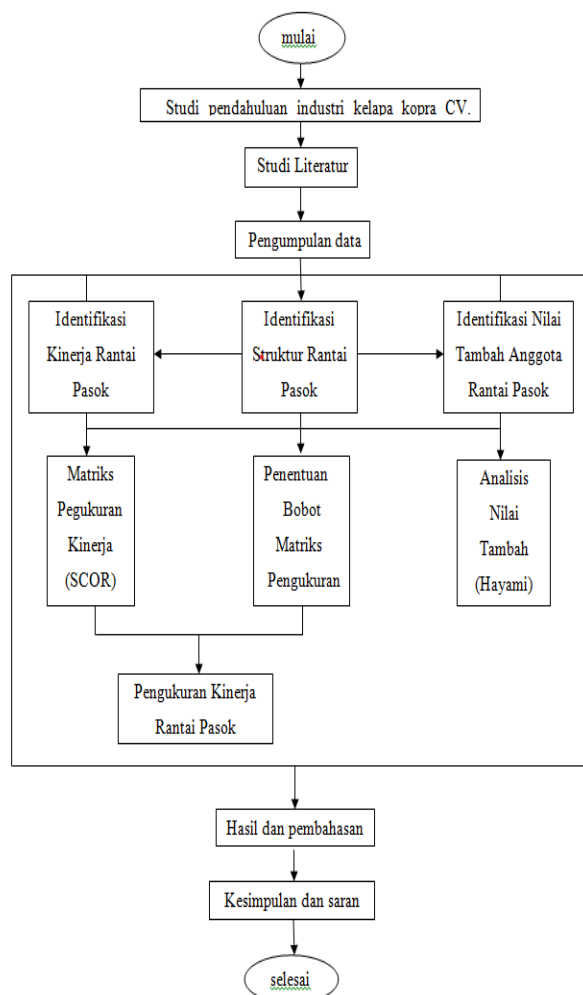 mulai
Studi pendahuluan industri kelapa kopra CV.
Studi Literatur
Pengumpulan data
Identifikasi
Kinerja Rantai
Pasok
Identifikasi
Struktur Rantai
Pasok
Identifikasi Nilai
Tambah Anggota
Rantai Pasok
Matriks
Pegukuran
Kinerja
(SCOR)
Penentuan
Bobot
Matriks
Pengukuran
Analisis
Nilai
Tambah
(Hayami)
Pengukuran Kinerja
Rantai Pasok
Hasil dan pembahasan
Kesimpulan dan saran
selesai